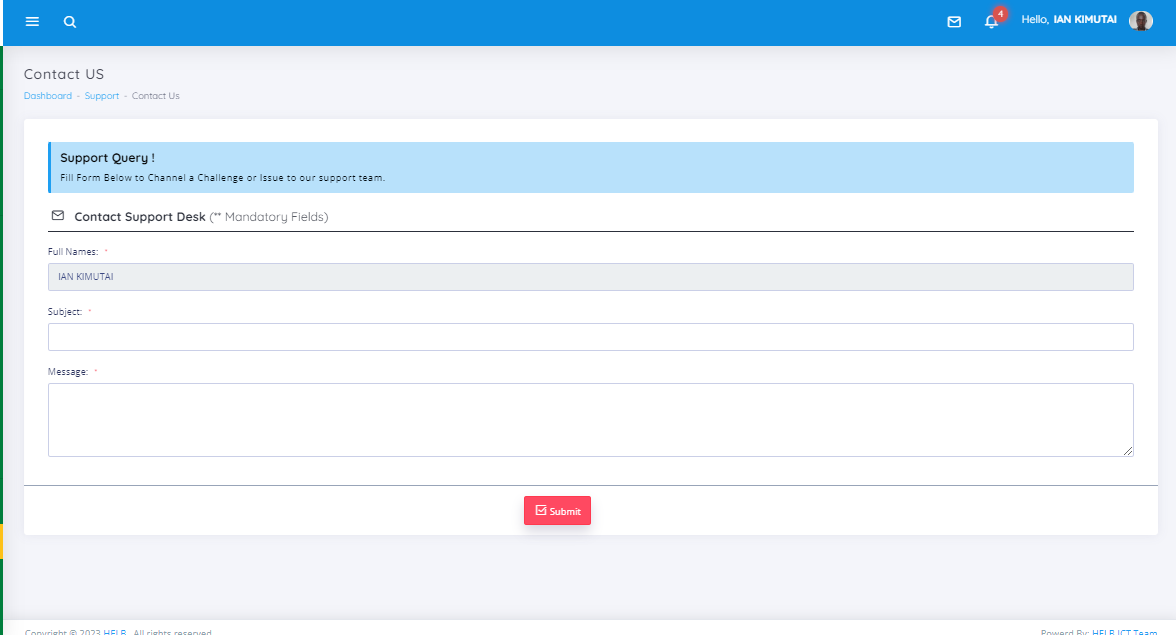 4
Hello, IAN KIMUTAI
Contact US
Dashboard - Support - Contact Us
Support Query !
Fill Form Below to Channel a Challenge or Issue to our support team.
Contact Support Desk (** Mandatory Fields)
Full Names: *
IAN KIMUTAI
Subject: *
Message: *
Submit
Copyright © 2023 HELB. All rights reserved.
Powerd By: HELB ICT Team